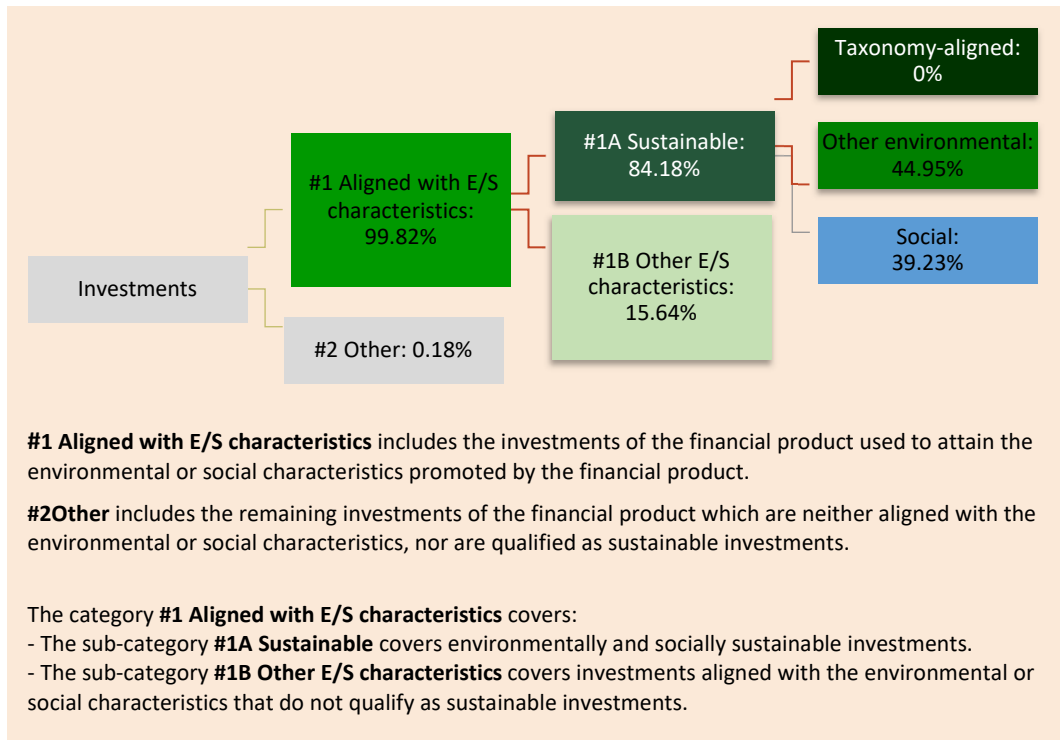 Taxonomy-aligned:
0%
#1A Sustainable:
84.18%
Other environmental:
44.95%
#1 Aligned with E/S
characteristics:
99.82%
Social:
39.23%
#1B Other E/S
characteristics:
15.64%
Investments
#2 Other: 0.18%
#1 Aligned with E/S characteristics includes the investments of the financial product used to attain the
environmental or social characteristics promoted by the financial product.
#2Other includes the remaining investments of the financial product which are neither aligned with the
environmental or social characteristics, nor are qualified as sustainable investments.
The category #1 Aligned with E/S characteristics covers:
- The sub-category #1A Sustainable covers environmentally and socially sustainable investments.
- The sub-category #1B Other E/S characteristics covers investments aligned with the environmental or
social characteristics that do not qualify as sustainable investments.